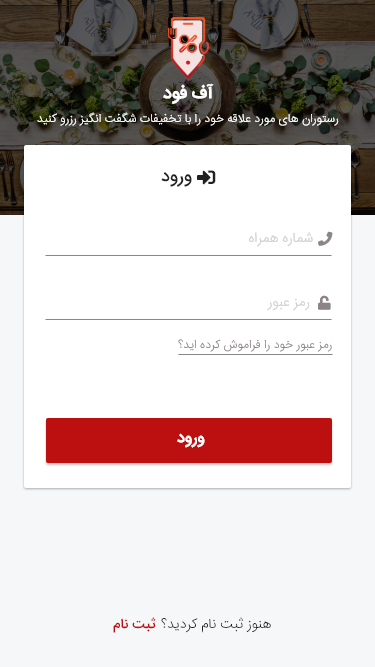 آف فود
رستوران های مورد علاقه خود را با تخفیفات شگفت انگیز رزرو کنید
ورود
شماره همراه
رمز عبور
رمز عبور خود را فراموش کرده اید؟
ورود
هنوز ثبت نام کردید؟ ثبت نام